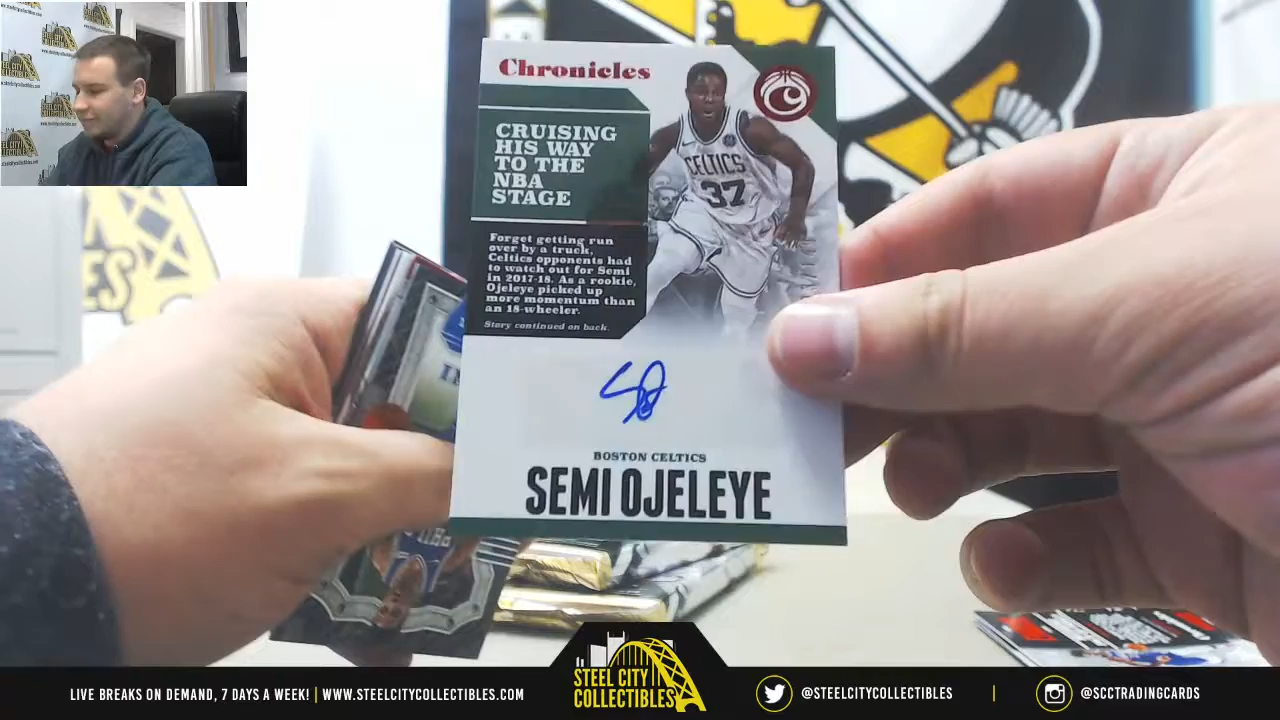 STEEL CITY
COLLECTIBLES
Chronicles
CRUISING
HIS WAY
TO THE
NBA
STAGE
CELTICS
37
Forget getting run
over by a truck,
Celtics opponents had
to watch out for Semi
in 2017-18. As a rookie,
Ojeleye picked up
more momentum than
an 18-wheeler.
Story continued on back.
BOSTON CELTICS
SEMI OJELEYE
LIVE BREAKS ON DEMAND, 7 DAYS A WEEK! | WWW.STEELCITYCOLLECTIBLES.COM
STEEL CITY
COLLECTIBLES
@STEELCITYCOLLECTIBLES | @SCCTRADINGCARDS